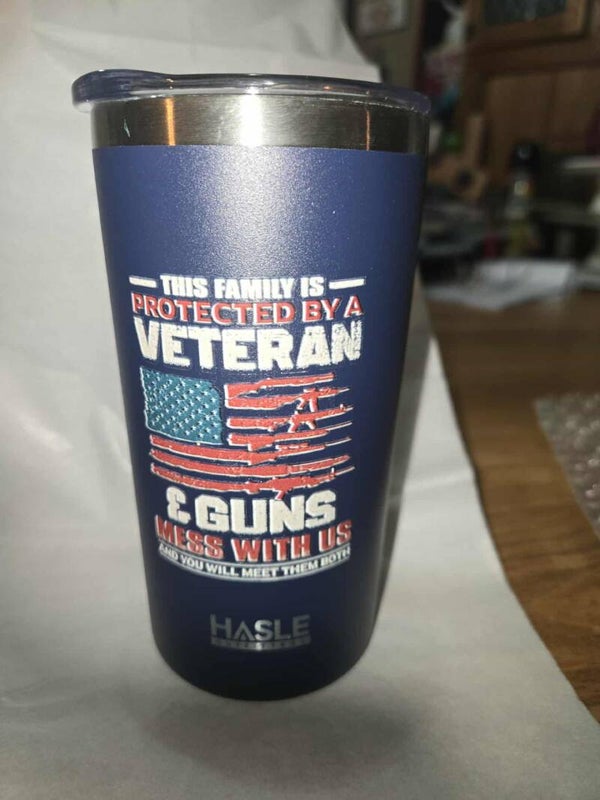 THIS FAMILY IS
PROTECTED BY A
VETERAN
& GUNS
MESS WITH US
AND YOU WILL MEET THEM BOTH
HASLE